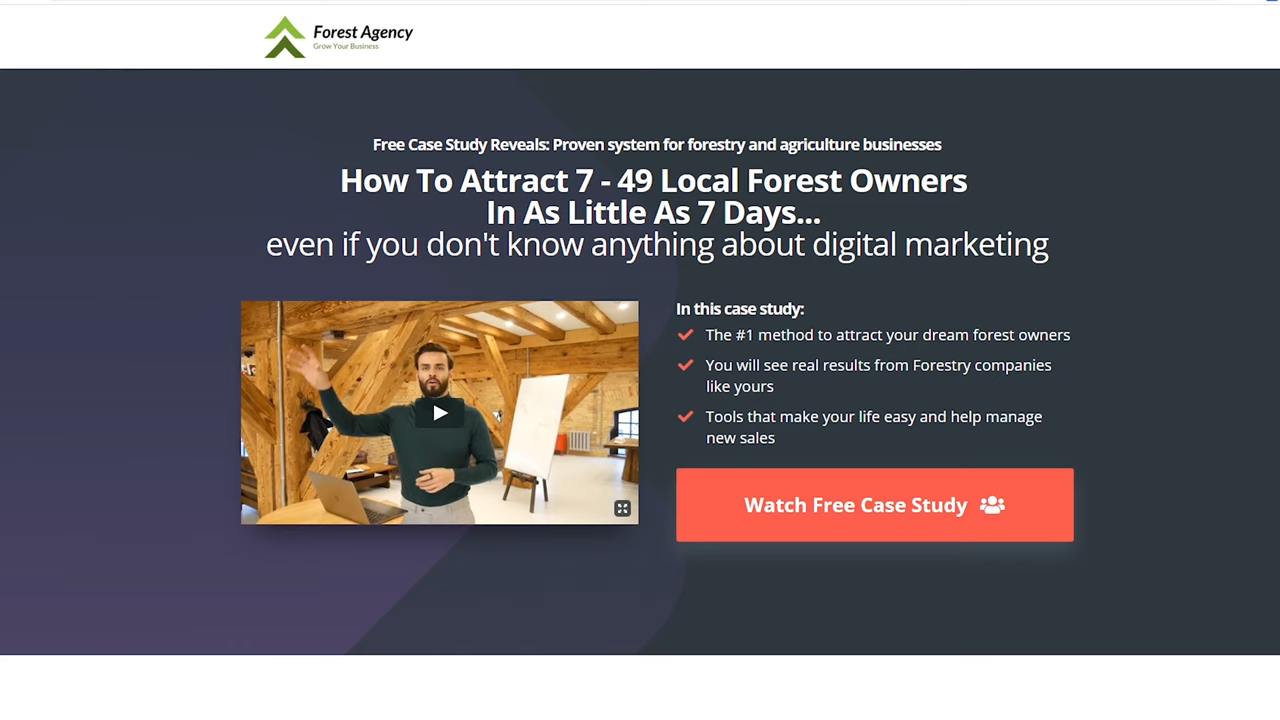 Forest Agency
Grow Your Business
Free Case Study Reveals: Proven system for forestry and agriculture businesses
How To Attract 7 - 49 Local Forest Owners
In As Little As 7 Days...
even if you don't know anything about digital marketing
In this case study:
The #1 method to attract your dream forest owners
You will see real results from Forestry companies
like yours
Tools that make your life easy and help manage
new sales
Watch Free Case Study